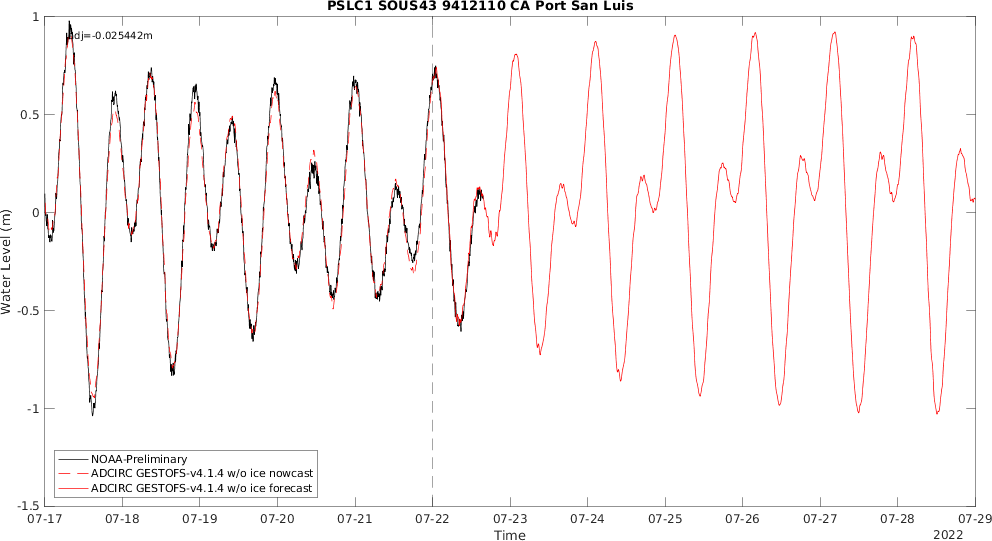 PSLC1 SOUS43 9412110 CA Port San Luis
adj=-0.025442m
Water Level (m)
1
0.5
0
-0.5
-1
-1.5
NOAA-Preliminary
ADCIRC GESTOFS-v4.1.4 w/o ice nowcast
ADCIRC GESTOFS-v4.1.4 w/o ice forecast
07-17 07-18 07-19 07-20 07-21 07-22 07-23 07-24 07-25 07-26 07-27 07-28 07-29
Time
2022